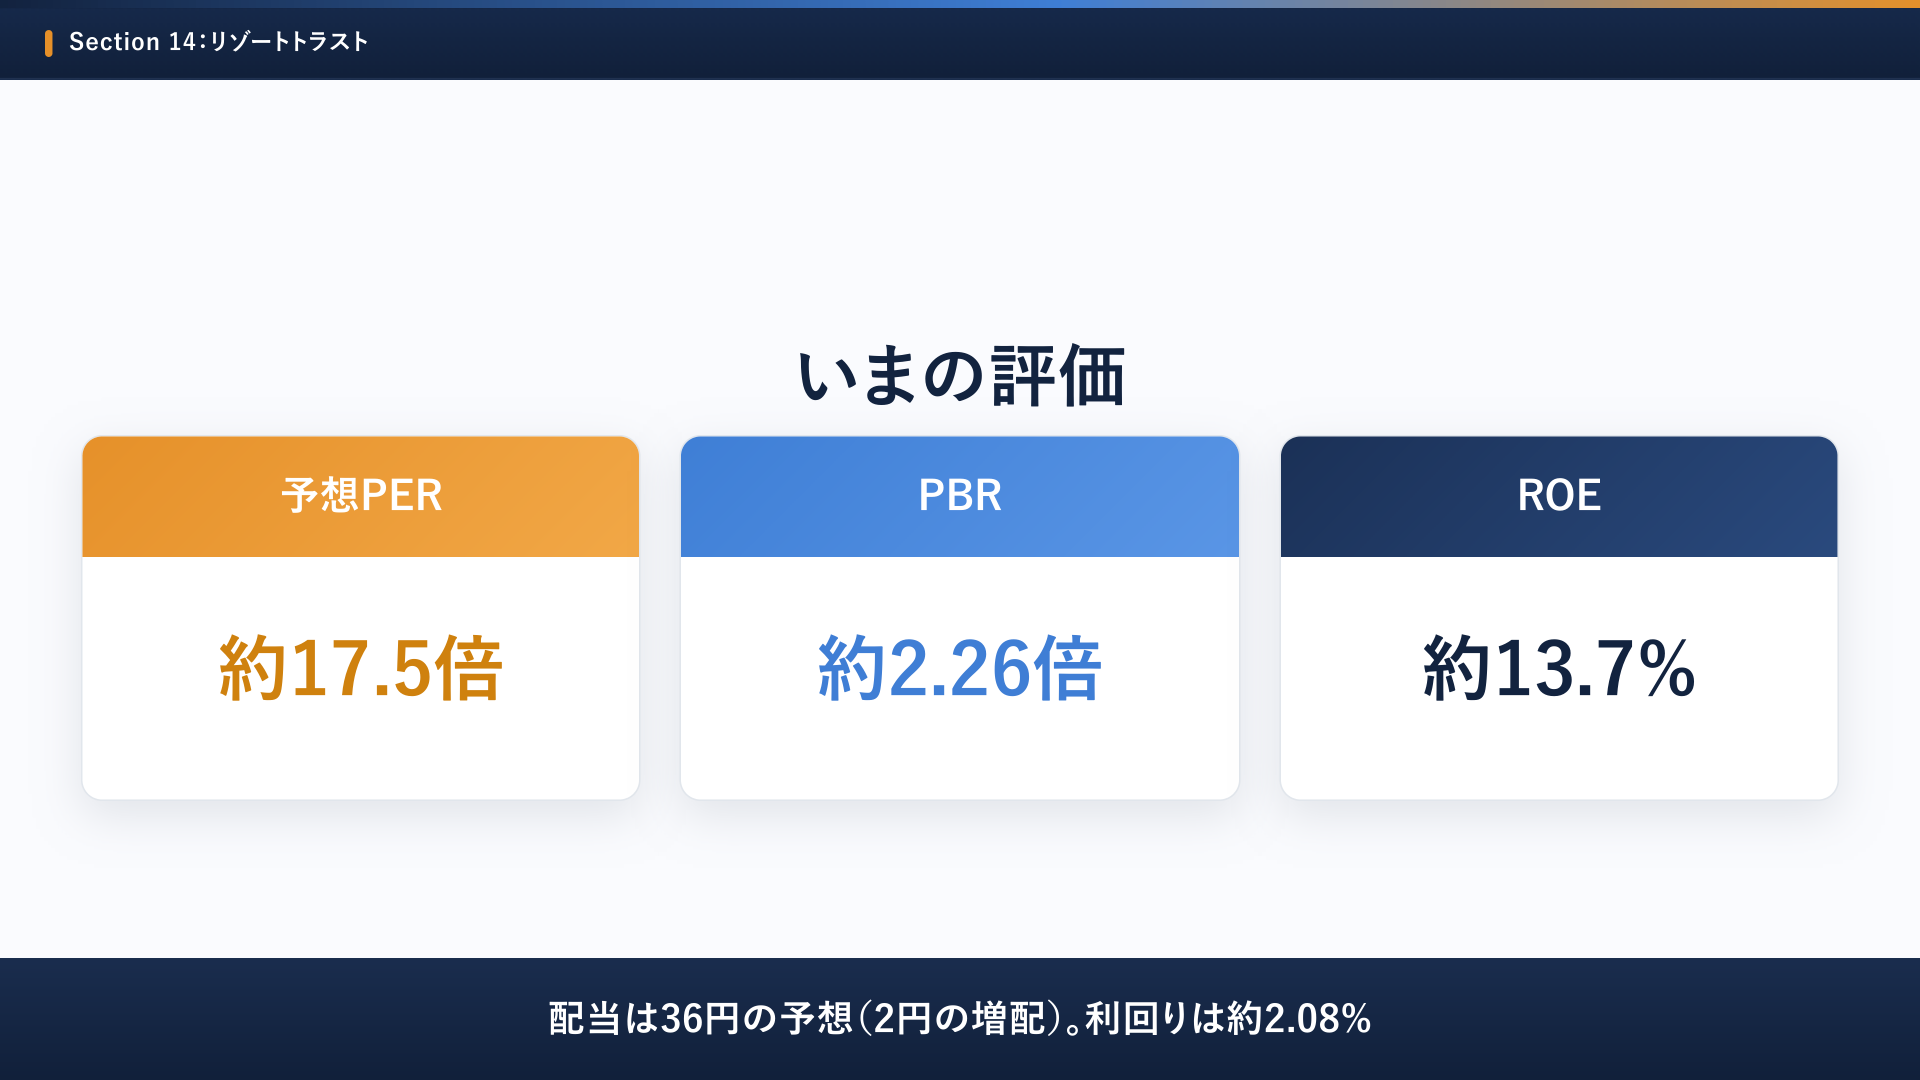 Section 14：リゾートトラスト
いまの評価
予想PER
約17.5倍
PBR
約2.26倍
ROE
約13.7%
配当は36円の予想（2円の増配）。利回りは約2.08%